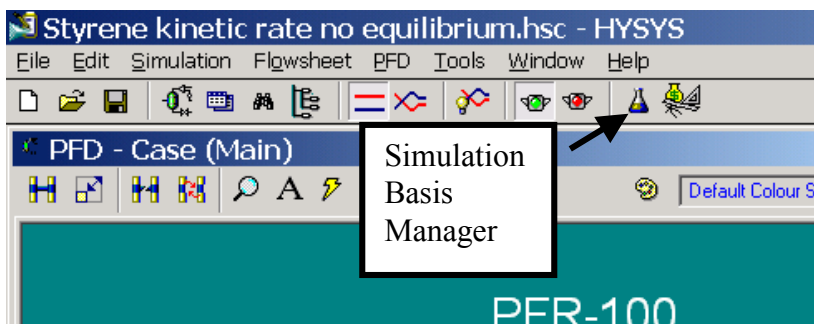 Styrene kinetic rate no equilibrium.hsc - HYSYS
File Edit Simulation Flowsheet PFD Tools Window Help
PFD - Case (Main)
A
Default Colour S
Simulation
Basis
Manager
PFR-100